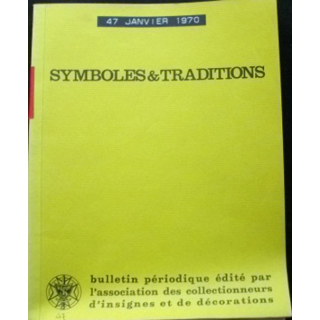 47 JANVIER 1970
SYMBOLES & TRADITIONS
bulletin périodique édité par
l'association des collectionneurs
d'insignes et de décorations